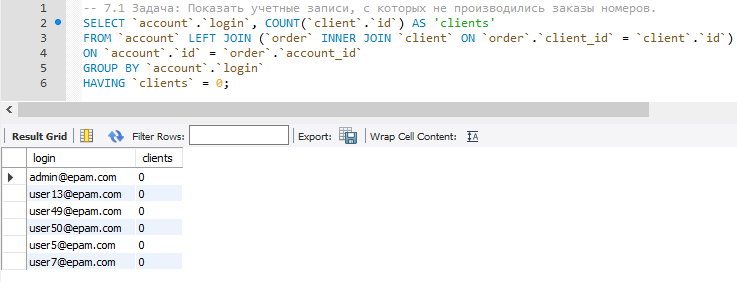 1 -- 7.1 Задача: Показать учетные записи, с которых не производились заказы номеров.
2 SELECT `account`.`login`, COUNT(`client`.`id`) AS 'clients'
3 FROM `account` LEFT JOIN (`order` INNER JOIN `client` ON `order`.`client_id` = `client`.`id`)
4 ON `account`.`id` = `order`.`account_id`
5 GROUP BY `account`.`login`
6 HAVING `clients` = 0;
Result Grid Filter Rows: Export: Wrap Cell Content: IA
login clients
admin@epam.com 0
user13@epam.com 0
user49@epam.com 0
user50@epam.com 0
user5@epam.com 0
user7@epam.com 0